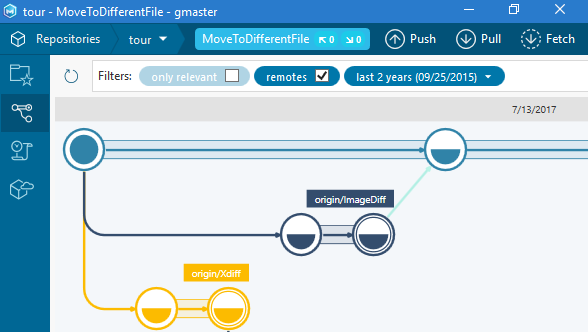 tour - MoveToDifferentFile - gmaster
Repositories
tour
MoveToDifferentFile
0
0
Push
Pull
Fetch
Filters:
only relevant
remotes
last 2 years (09/25/2015)
7/13/2017
origin/ImageDiff
origin/Xdiff